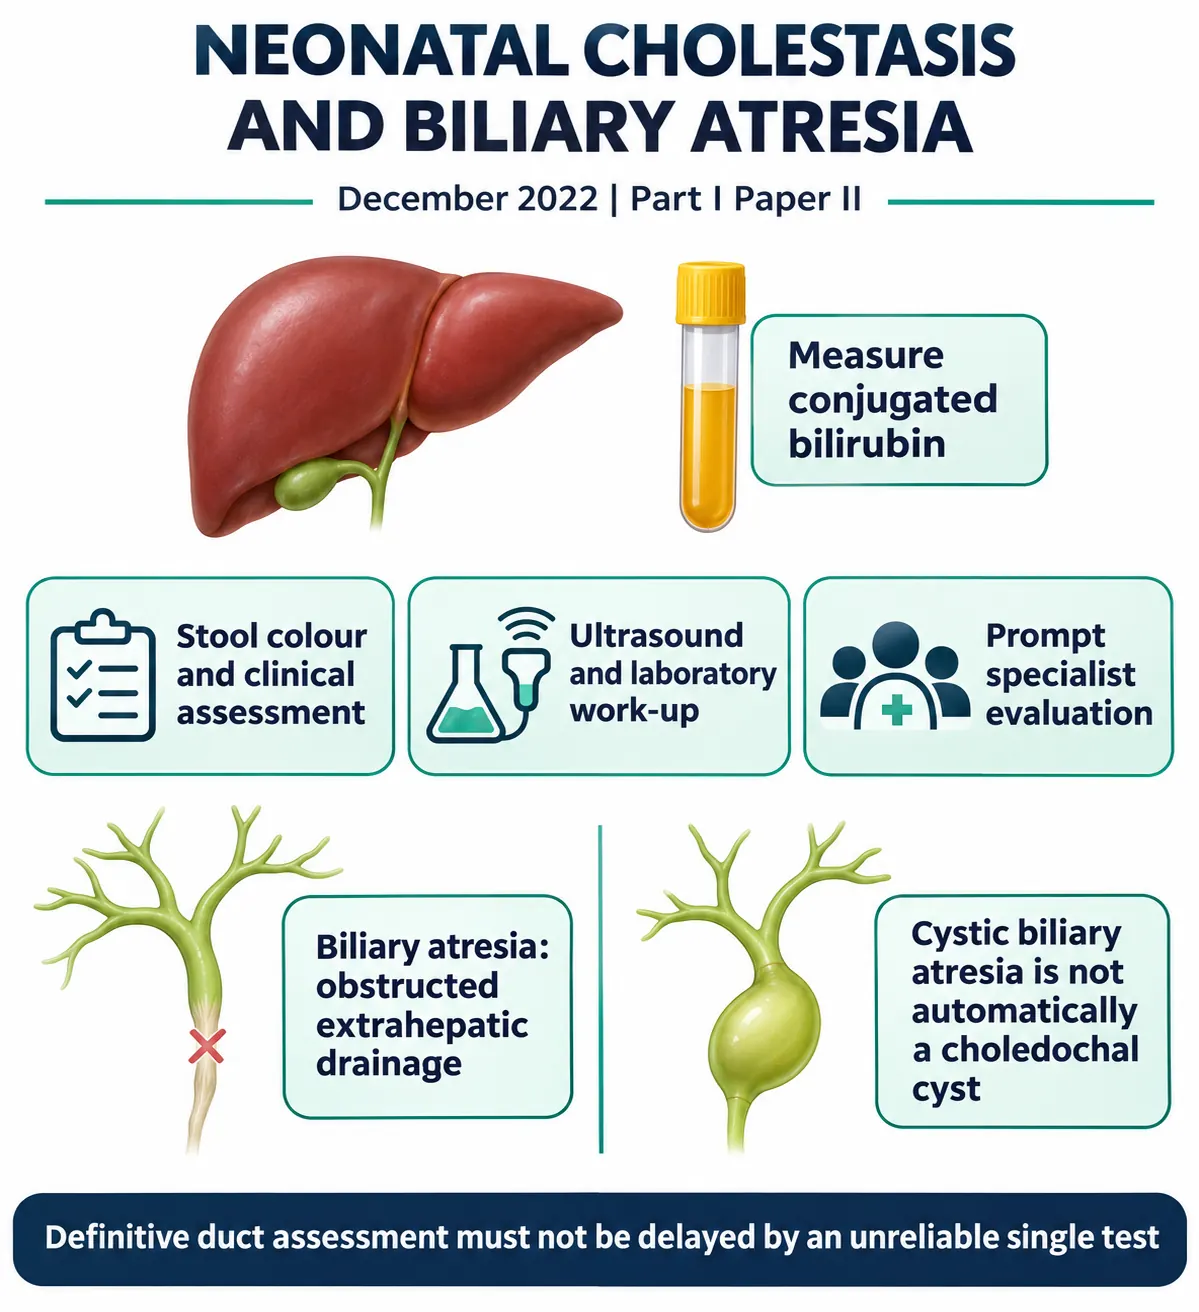 NEONATAL CHOLESTASIS
AND BILIARY ATRESIA
December 2022 | Part I Paper II
Measure
conjugated
bilirubin
Stool colour
and clinical
assessment
Ultrasound
and laboratory
work-up
Prompt
specialist
evaluation
Biliary atresia:
obstructed
extrahepatic
drainage
Cystic biliary
atresia is not
automatically
a choledochal
cyst
Definitive duct assessment must not be delayed by an unreliable single test